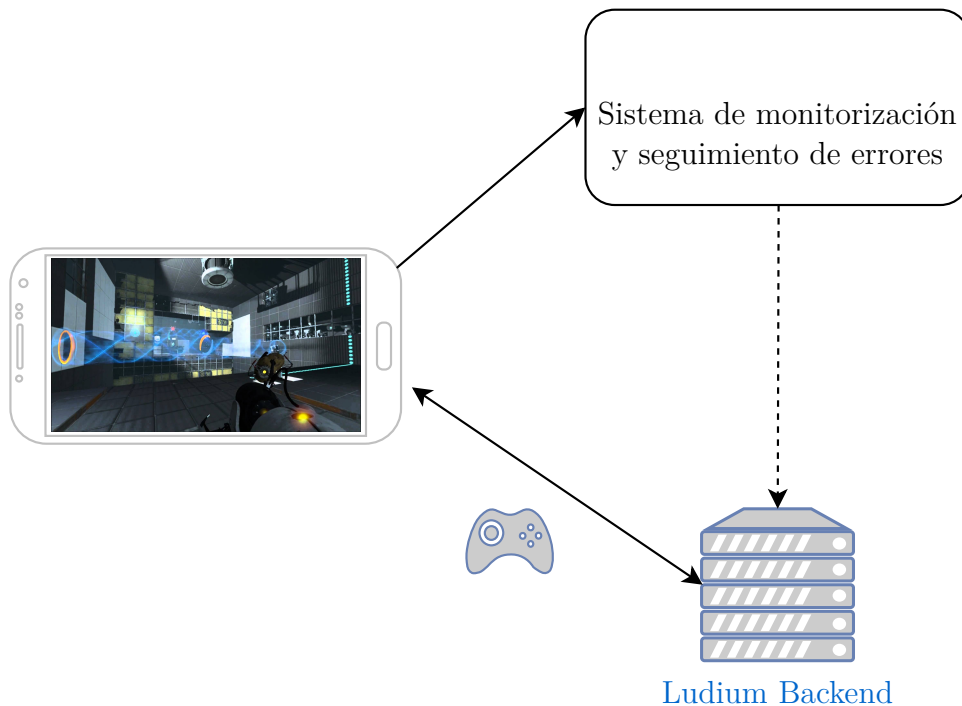 Sistema de monitorización
y seguimiento de errores
Ludium Backend